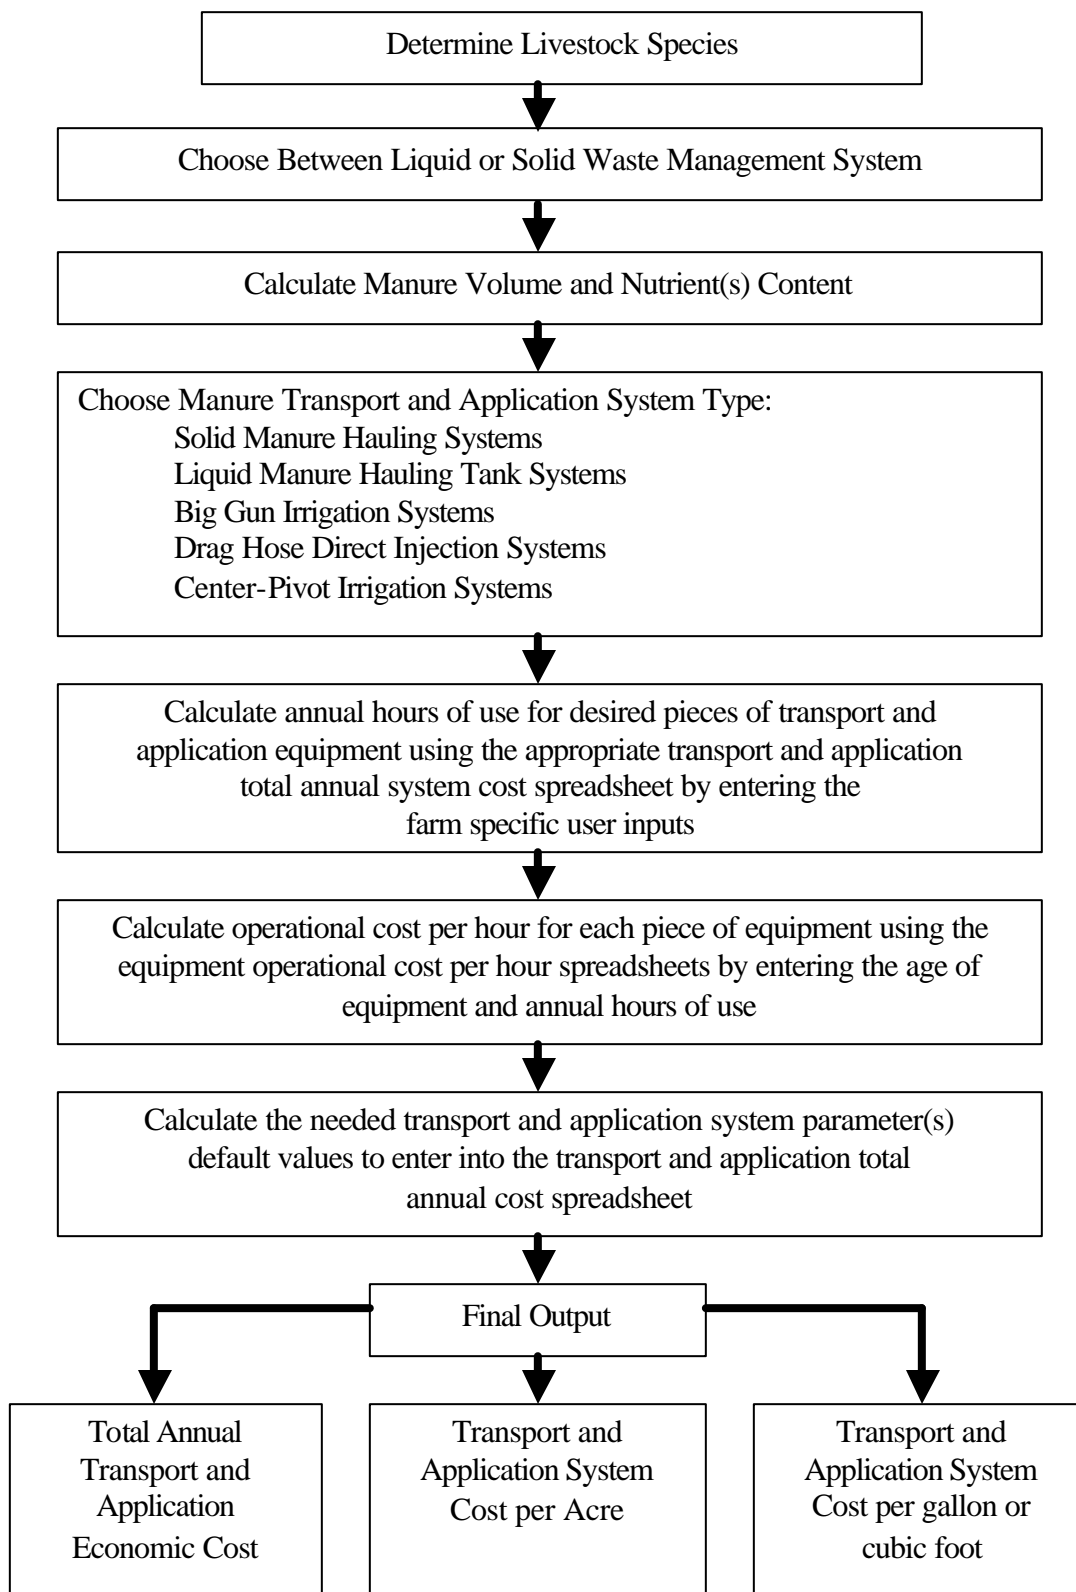 Determine Livestock Species
Choose Between Liquid or Solid Waste Management System
Calculate Manure Volume and Nutrient(s) Content
Choose Manure Transport and Application System Type:
Solid Manure Hauling Systems
Liquid Manure Hauling Tank Systems
Big Gun Irrigation Systems
Drag Hose Direct Injection Systems
Center-Pivot Irrigation Systems
Calculate annual hours of use for desired pieces of transport and
application equipment using the appropriate transport and application
total annual system cost spreadsheet by entering the
farm specific user inputs
Calculate operational cost per hour for each piece of equipment using the
equipment operational cost per hour spreadsheets by entering the age of
equipment and annual hours of use
Calculate the needed transport and application system parameter(s)
default values to enter into the transport and application total
annual cost spreadsheet
Final Output
Total Annual
Transport and
Application
Economic Cost
Transport and
Application System
Cost per Acre
Transport and
Application System
Cost per gallon or
cubic foot